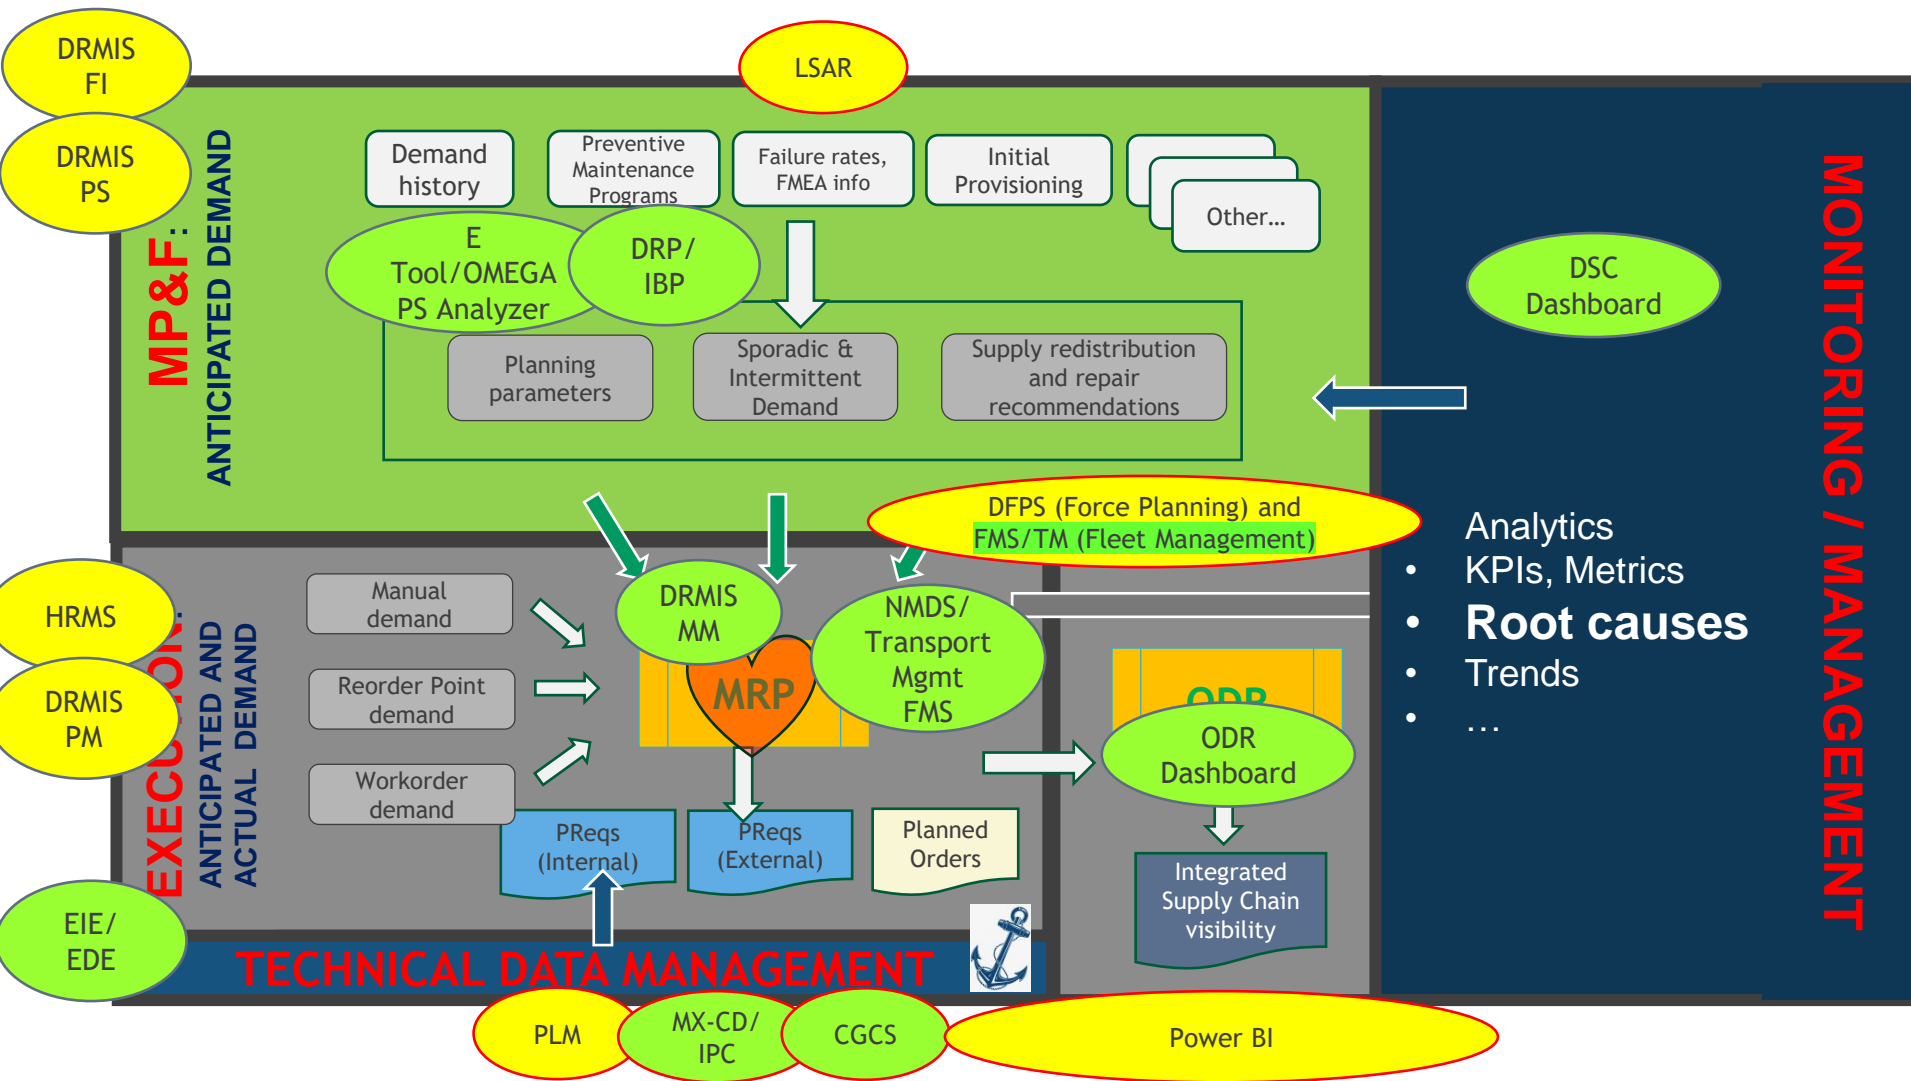 DRMIS
FI
LSAR
DRMIS
PS
MP&F:
ANTICIPATED DEMAND
Demand
history
Preventive
Maintenance
Programs
Failure rates,
FMEA info
Initial
Provisioning
Other…
E
Tool/OMEGA
PS Analyzer
DRP/
IBP
Planning
parameters
Sporadic &
Intermittent
Demand
Supply redistribution
and repair
recommendations
DSC
Dashboard
MONITORING / MANAGEMENT
DFPS (Force Planning) and
FMS/TM (Fleet Management)
Analytics
• KPIs, Metrics
• Root causes
• Trends
• …
HRMS
DRMIS
PM
ANTICIPATED AND
ACTUAL DEMAND
Manual
demand
Reorder Point
demand
Workorder
demand
DRMIS
MM
MRP
NMDS/
Transport
Mgmt
FMS
ODR
ODR
Dashboard
PReqs
(Internal)
PReqs
(External)
Planned
Orders
Integrated
Supply Chain
visibility
EIE/
EDE
TECHNICAL DATA MANAGEMENT
PLM
MX-CD/
IPC
CGCS
Power BI